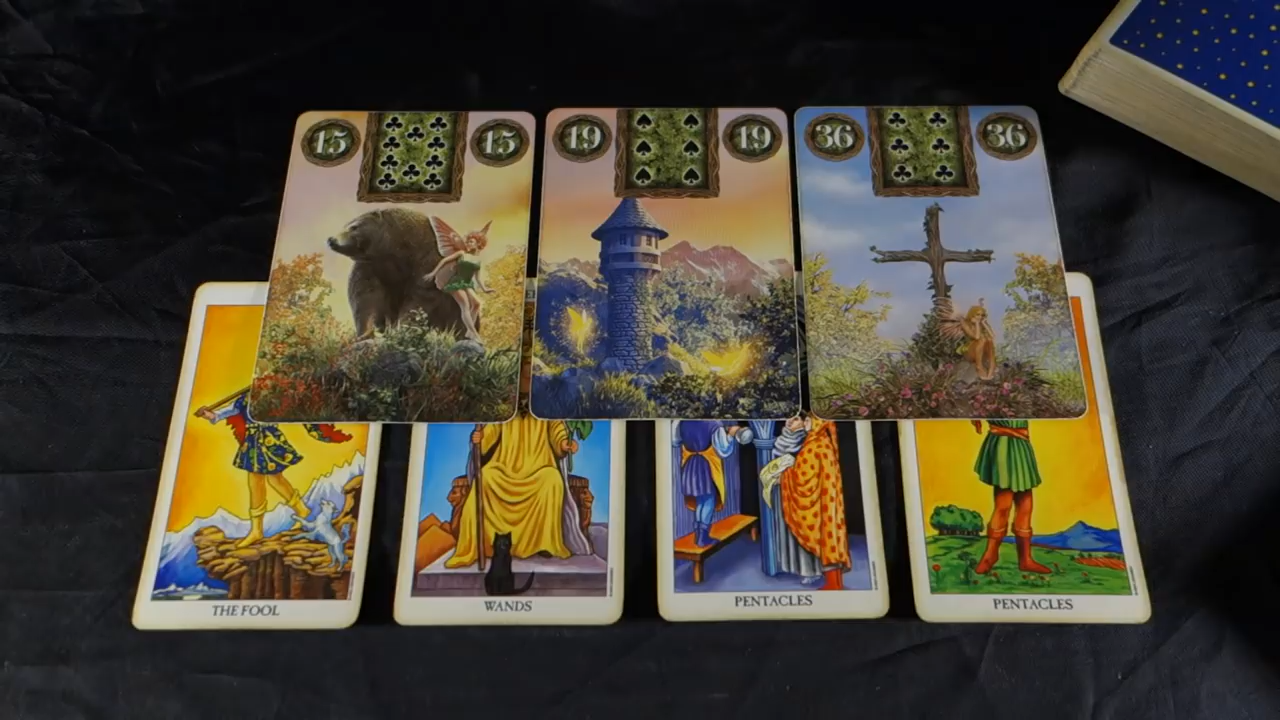 15 15
19 19
36 36
THE FOOL
WANDS
PENTACLES
PENTACLES